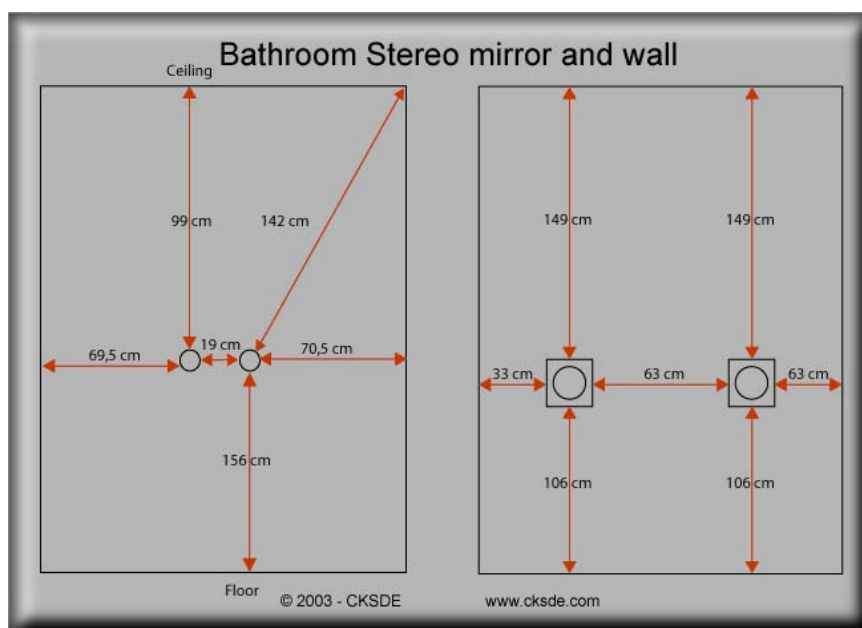 Bathroom Stereo mirror and wall
Ceiling
99 cm
142 cm
149 cm
149 cm
19 cm
69,5 cm
70,5 cm
33 cm
63 cm
63 cm
156 cm
106 cm
106 cm
Floor
© 2003 - CKSDE
www.cksde.com